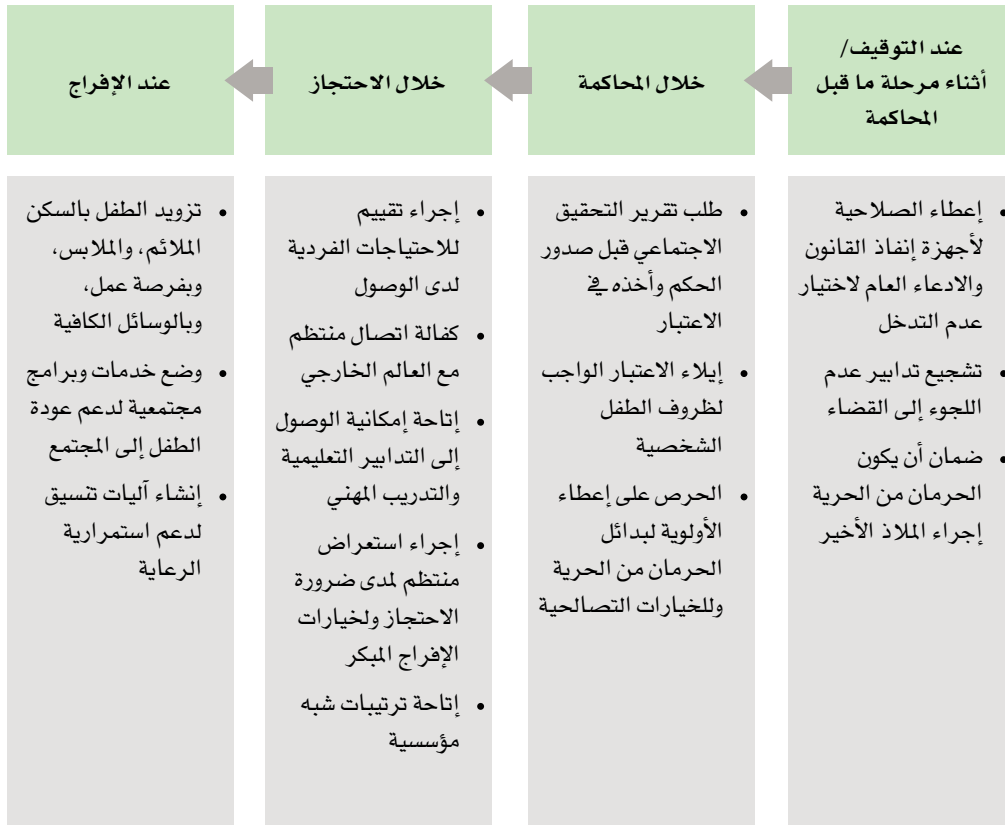 عند التوقيف/
أثناء مرحلة ما قبل
المحاكمة
خلال المحاكمة
خلال الاحتجاز
عند الإفراج
• إعطاء الصلاحية
لأجهزة إنفاذ القانون
والادعاء العام لاختيار
عدم التدخل
• تشجيع تدابير عدم
اللجوء إلى القضاء
• ضمان أن يكون
الحرمان من الحرية
إجراء الملاذ الأخير
• طلب تقرير التحقيق
الاجتماعي قبل صدور
الحكم وأخذه في
الاعتبار
• إيلاء الاعتبار الواجب
لظروف الطفل
الشخصية
• الحرص على إعطاء
الأولوية لبدائل
الحرمان من الحرية
وللخيارات التصالحية
• إجراء تقييم
للاحتياجات الفردية
لدى الوصول
• كفالة اتصال منتظم
مع العالم الخارجي
• إتاحة إمكانية الوصول
إلى التدابير التعليمية
والتدريب المهني
• إجراء استعراض
منتظم لمدى ضرورة
الاحتجاز ولخيارات
الإفراج المبكر
• إتاحة ترتيبات شبه
مؤسسية
• تزويد الطفل بالسكن
الملائم، والملابس،
وبفرصة عمل،
وبالوسائل الكافية
• وضع خدمات وبرامج
مجتمعية لدعم عودة
الطفل إلى المجتمع
• إنشاء آليات تنسيق
لدعم استمرارية
الرعاية